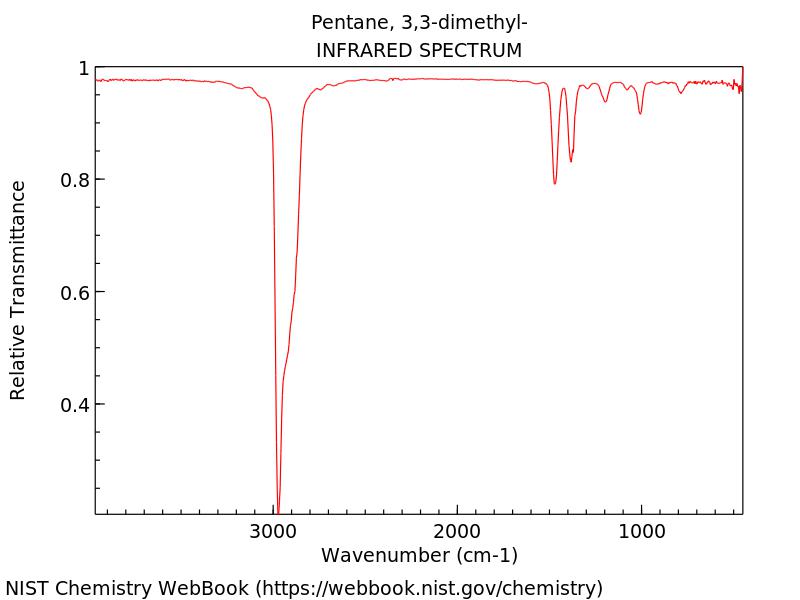 Pentane, 3,3-dimethyl-
INFRARED SPECTRUM
1
0.8
0.6
0.4
Relative Transmittance
3000 2000 1000
Wavenumber (cm-1)
NIST Chemistry WebBook (https://webbook.nist.gov/chemistry)